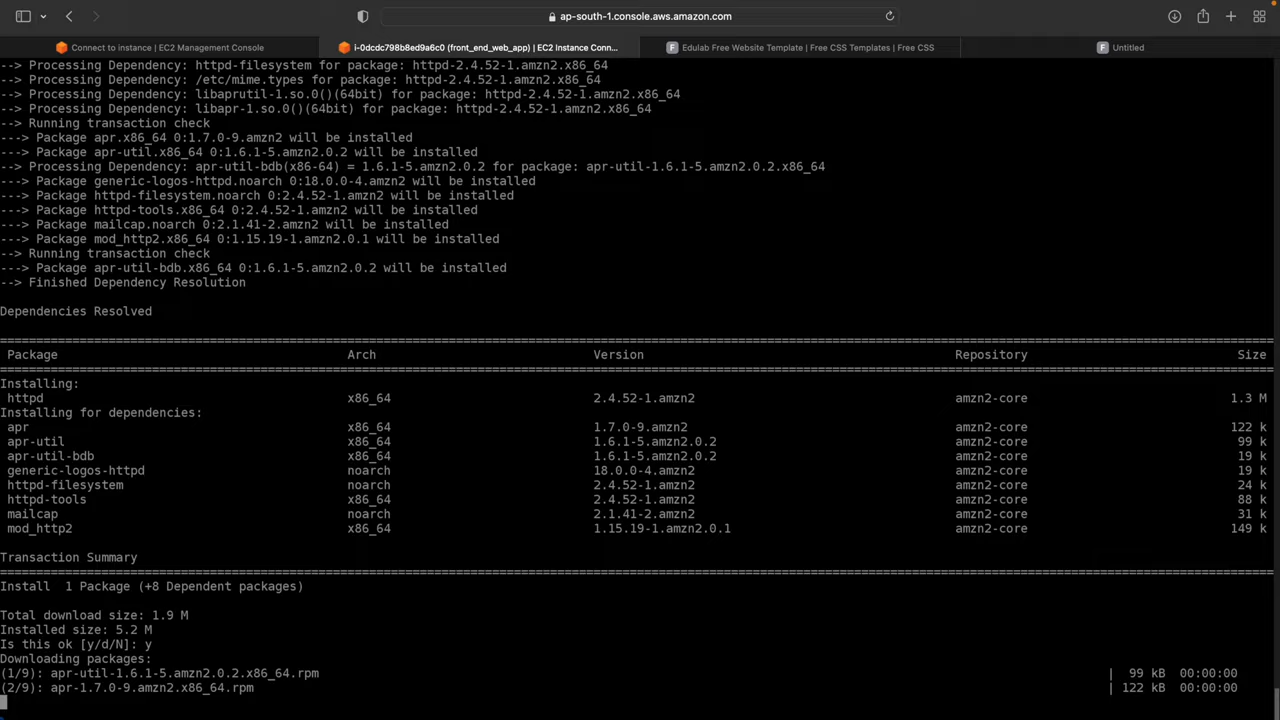 ap-south-1.console.aws.amazon.com
Connect to instance | EC2 Management Console
i-0dcdc798b8ed9a6c0 (front_end_web_app) | EC2 Instance Conn...
Edulab Free Website Template | Free CSS Templates | Free CSS
Untitled
--> Processing Dependency: httpd-filesystem for package: httpd-2.4.52-1.amzn2.x86_64
--> Processing Dependency: /etc/mime.types for package: httpd-2.4.52-1.amzn2.x86_64
--> Processing Dependency: libaprutil-1.so.0()(64bit) for package: httpd-2.4.52-1.amzn2.x86_64
--> Processing Dependency: libapr-1.so.0()(64bit) for package: httpd-2.4.52-1.amzn2.x86_64
--> Running transaction check
---> Package apr.x86_64 0:1.7.0-9.amzn2 will be installed
---> Package apr-util.x86_64 0:1.6.1-5.amzn2.0.2 will be installed
--> Processing Dependency: apr-util-bdb(x86-64) = 1.6.1-5.amzn2.0.2 for package: apr-util-1.6.1-5.amzn2.0.2.x86_64
---> Package generic-logos-httpd.noarch 0:18.0.0-4.amzn2 will be installed
---> Package httpd-filesystem.noarch 0:2.4.52-1.amzn2 will be installed
---> Package httpd-tools.x86_64 0:2.4.52-1.amzn2 will be installed
---> Package mailcap.noarch 0:2.1.41-2.amzn2 will be installed
---> Package mod_http2.x86_64 0:1.15.19-1.amzn2.0.1 will be installed
--> Running transaction check
---> Package apr-util-bdb.x86_64 0:1.6.1-5.amzn2.0.2 will be installed
--> Finished Dependency Resolution
Dependencies Resolved
Package Arch Version Repository Size
Installing:
httpd x86_64 2.4.52-1.amzn2 amzn2-core 1.3 M
Installing for dependencies:
apr x86_64 1.7.0-9.amzn2 amzn2-core 122 k
apr-util x86_64 1.6.1-5.amzn2.0.2 amzn2-core 99 k
apr-util-bdb x86_64 1.6.1-5.amzn2.0.2 amzn2-core 19 k
generic-logos-httpd noarch 18.0.0-4.amzn2 amzn2-core 19 k
httpd-filesystem noarch 2.4.52-1.amzn2 amzn2-core 24 k
httpd-tools x86_64 2.4.52-1.amzn2 amzn2-core 88 k
mailcap noarch 2.1.41-2.amzn2 amzn2-core 31 k
mod_http2 x86_64 1.15.19-1.amzn2.0.1 amzn2-core 149 k
Transaction Summary
Install 1 Package (+8 Dependent packages)
Total download size: 1.9 M
Installed size: 5.2 M
Is this ok [y/d/N]: y
Downloading packages:
(1/9): apr-util-1.6.1-5.amzn2.0.2.x86_64.rpm | 99 kB 00:00:00
(2/9): apr-1.7.0-9.amzn2.x86_64.rpm | 122 kB 00:00:00